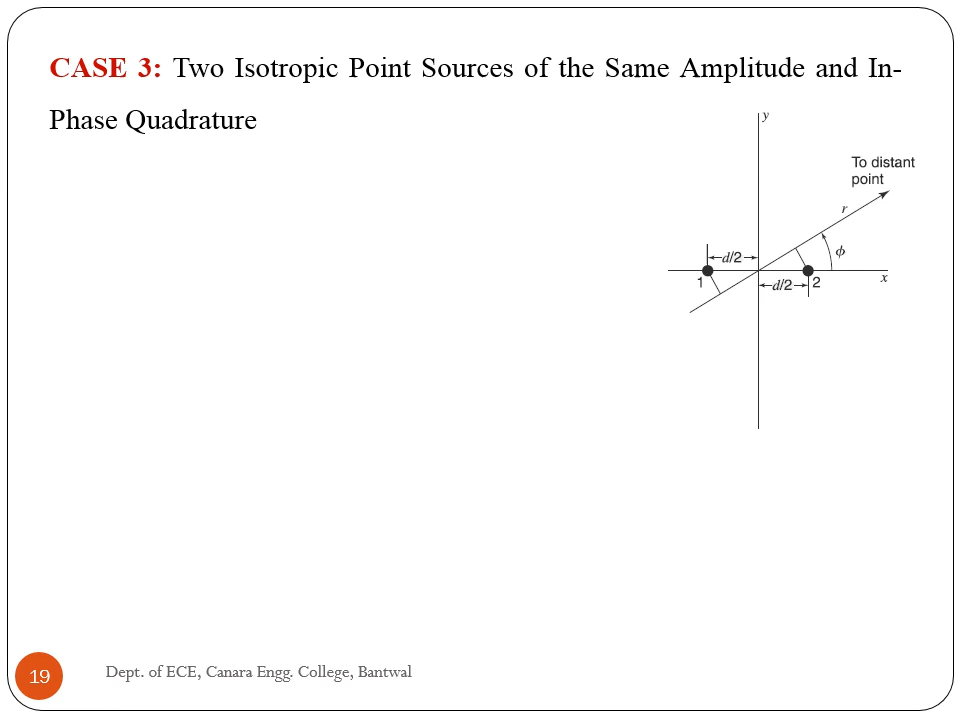 CASE 3: Two Isotropic Point Sources of the Same Amplitude and In-
Phase Quadrature
y
To distant
point
r
ϕ
d/2
1
d/2
2
x
19
Dept. of ECE, Canara Engg. College, Bantwal